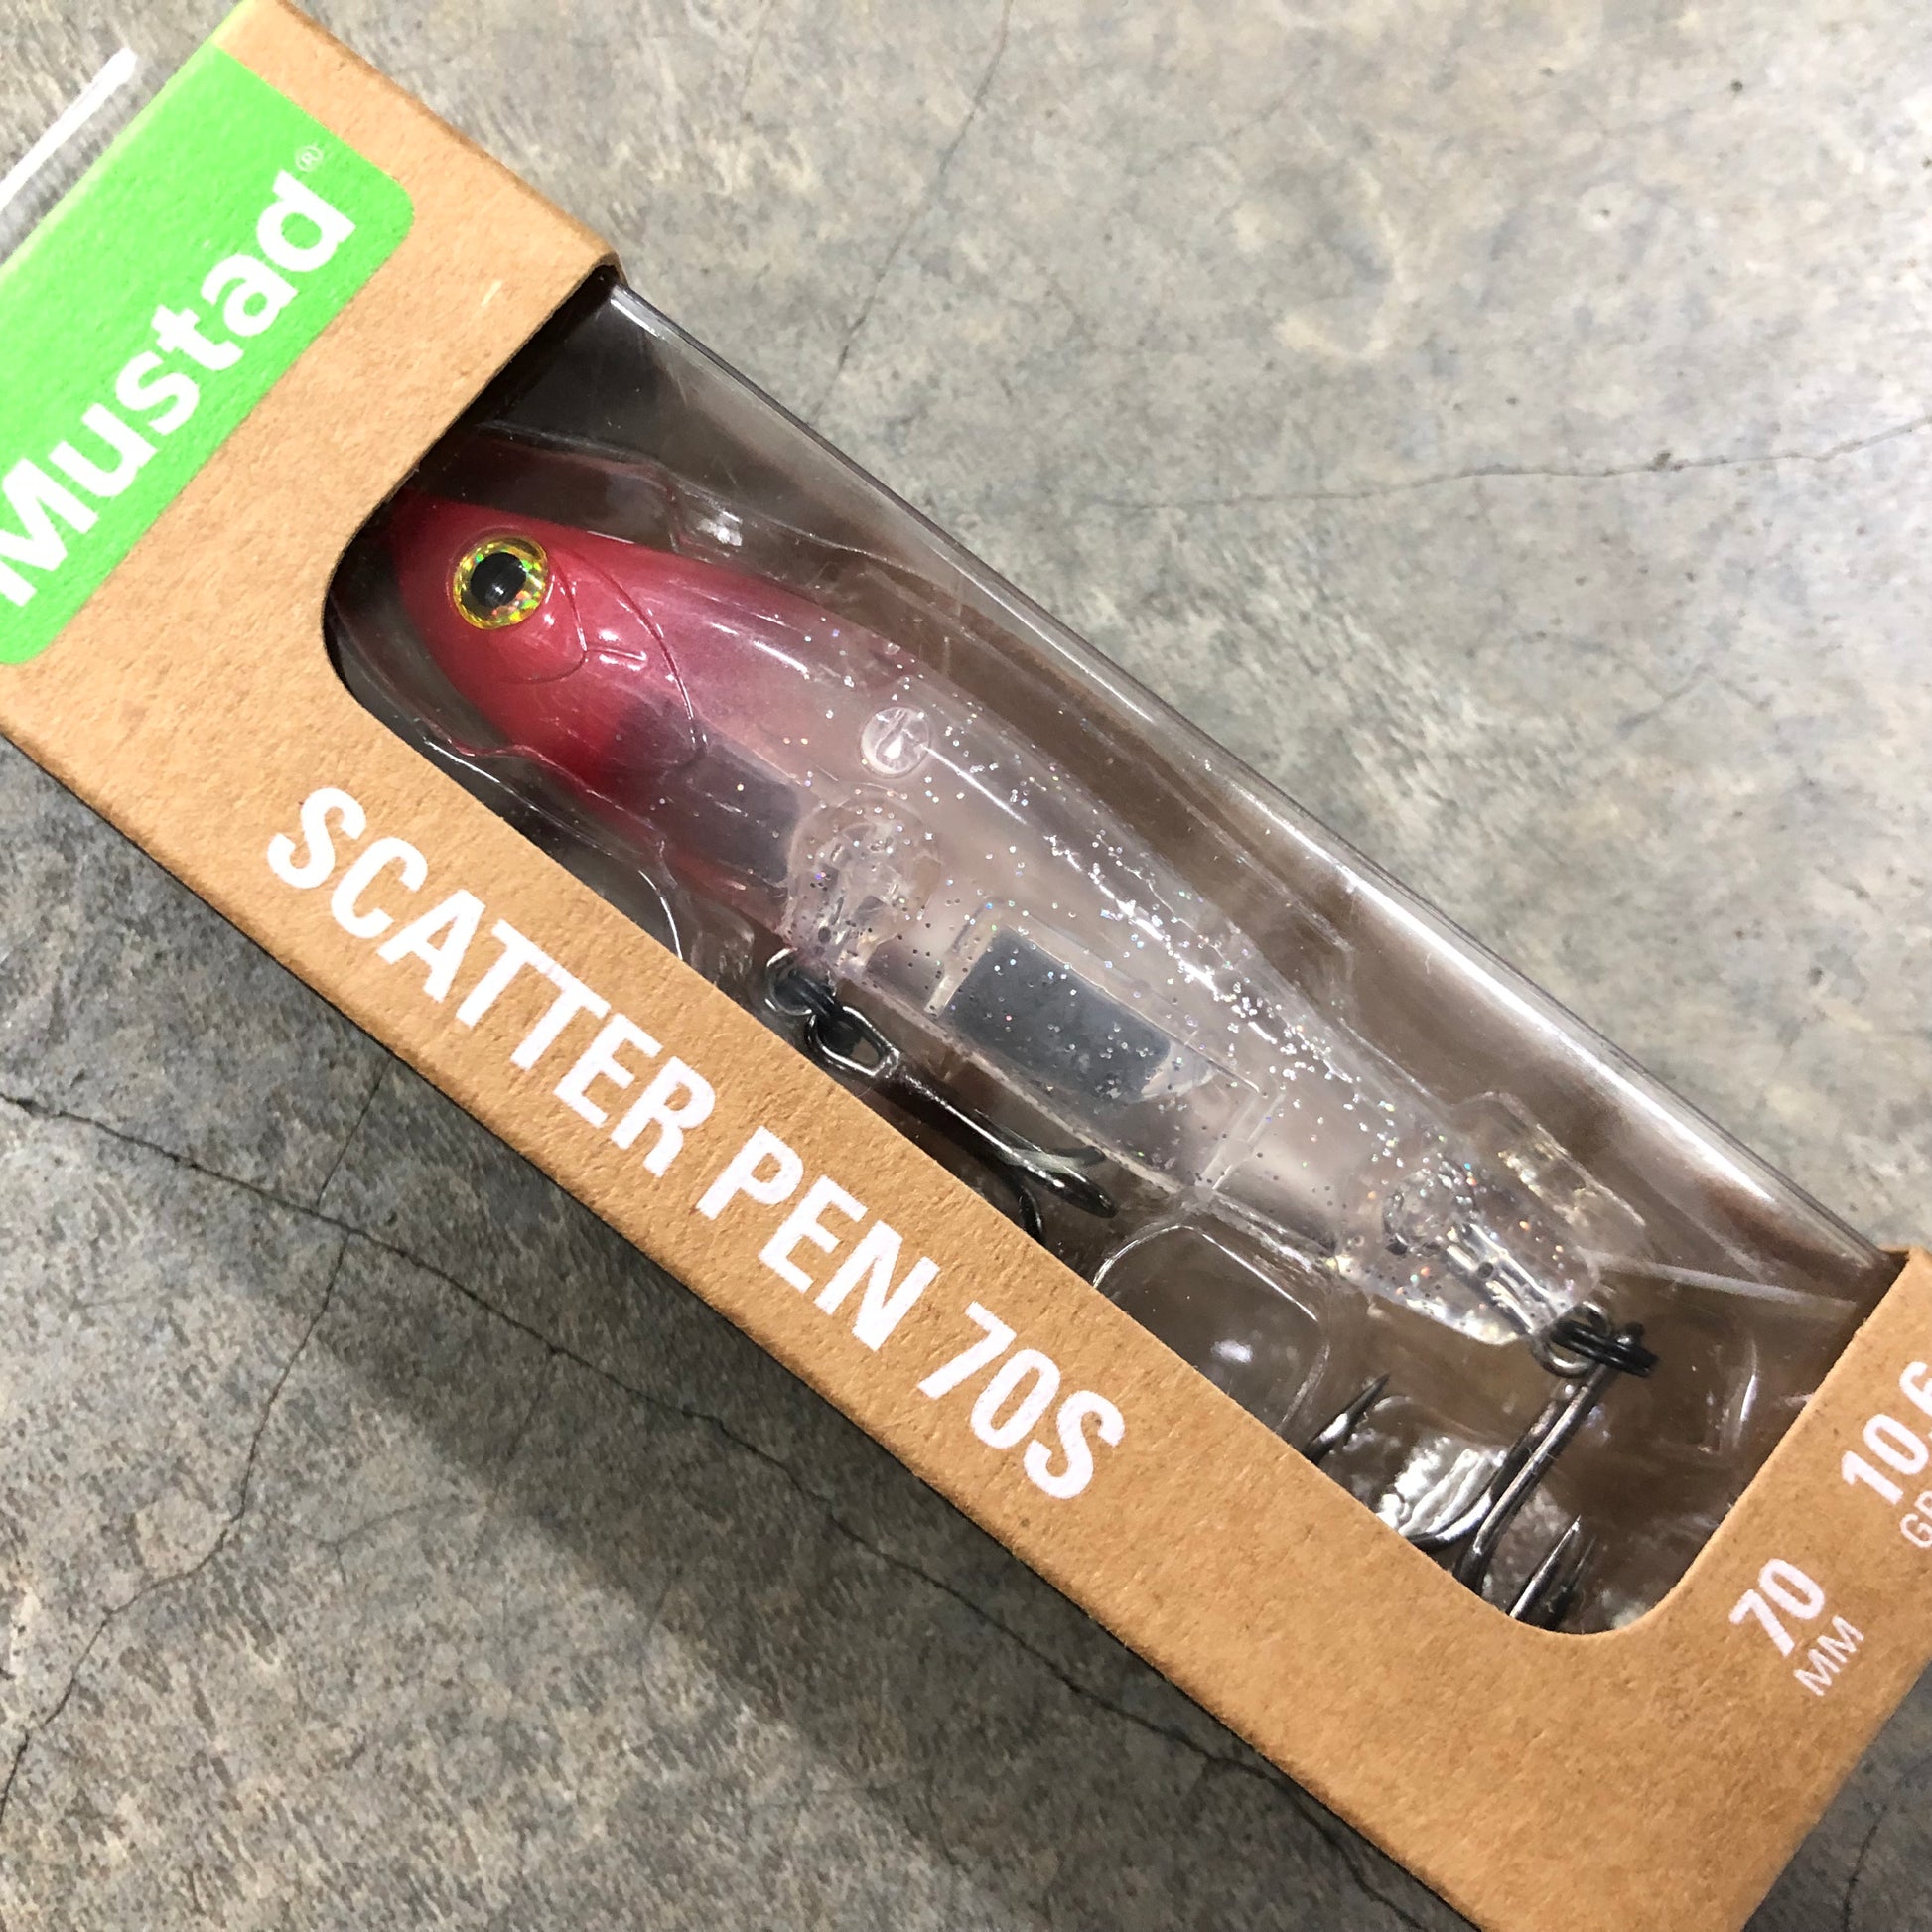 Mustad®
SCATTER PEN 70S
70
MM